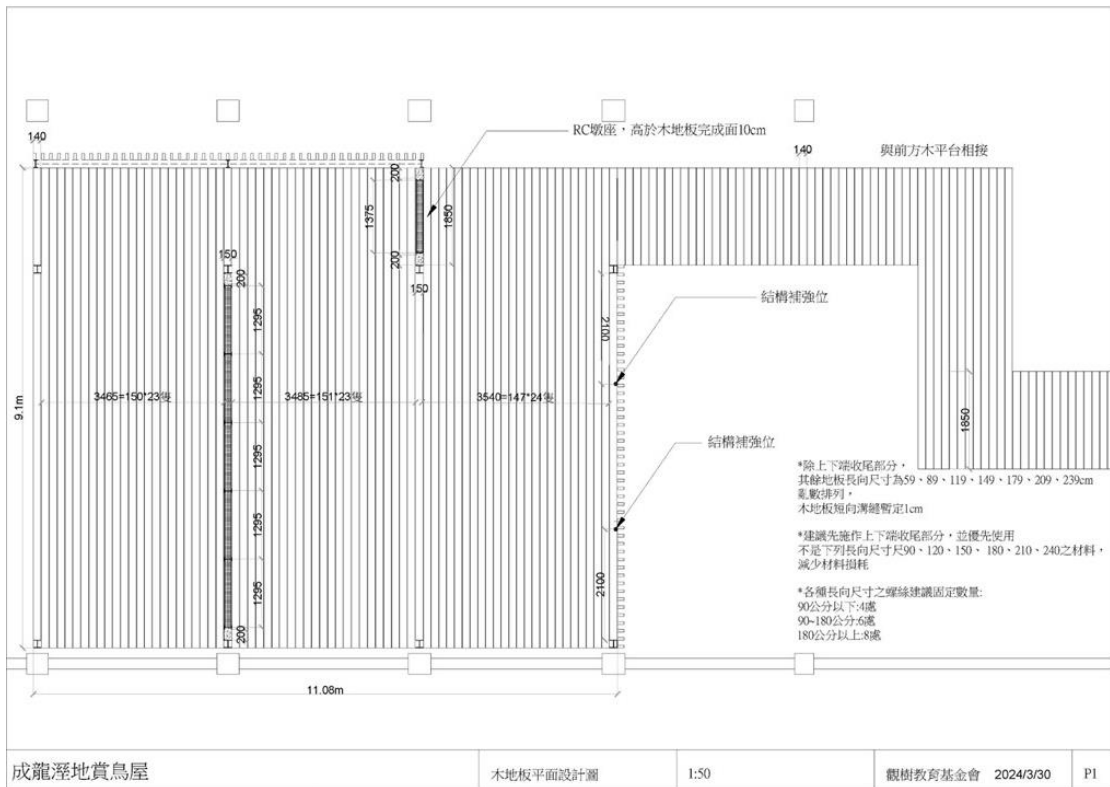 RC墩座，高於木地板完成面10cm
140
140
與前方木平台相接
200
1375
1850
200
150
150
200
1295
1295
1295
1295
1295
200
2100
結構補強位
3465=150*23隻
3485=151*23隻
3540=147*24隻
9.1m
結構補強位
1850
2100
*除上下端收尾部分，
其餘地板長向尺寸為59、89、119、149、179、209、239cm
亂數排列，
木地板短向溝縫暫定1cm
*建議先施作上下端收尾部分，並優先使用
不是下列長向尺寸尺90、120、150、180、210、240之材料，
減少材料損耗
*各種長向尺寸之螺絲建議固定數量:
90公分以下:4處
90~180公分:6處
180公分以上:8處
11.08m
成龍溼地賞鳥屋
木地板平面設計圖
1:50
觀樹教育基金會 2024/3/30
P1